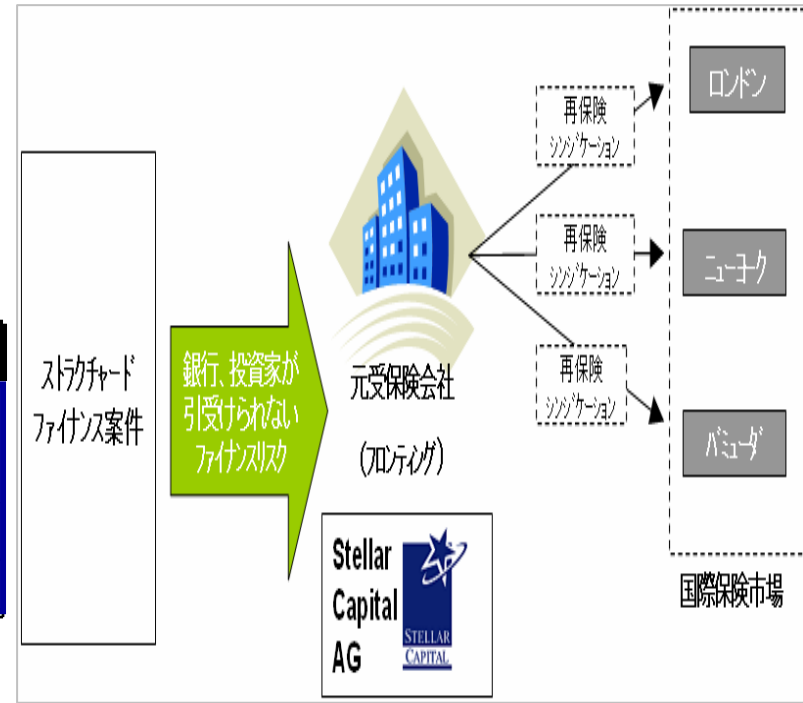 ストラクチャード
ファイナンス案件
銀行、投資家が
引受けられない
ファイナンスリスク
元受保険会社
(フロンティング)
Stellar
Capital
AG
STELLAR
CAPITAL
再保険
シンジケーション
再保険
シンジケーション
再保険
シンジケーション
ロンドン
ニューヨーク
バミューダ
国際保険市場